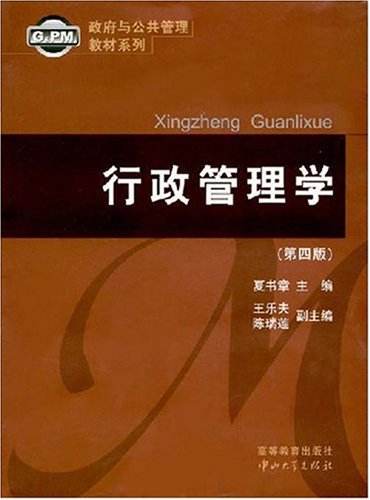 G&PM
政府与公共管理
教材系列
Xingzheng Guanlixue
行政管理学
(第四版)
夏书章 主 编
王乐夫
陈瑞莲 副主编
高等教育出版社
中山大学出版社